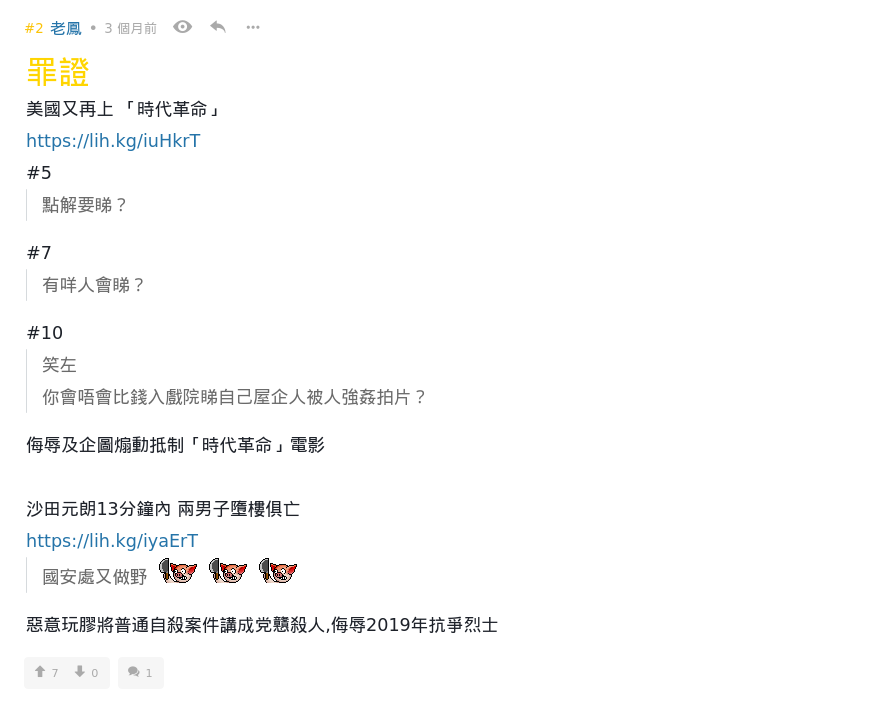 #2 老鳳 • 3 個月前
罪證
美國又再上 「時代革命」
https://lih.kg/iuHkrT
#5
點解要睇？
#7
有咩人會睇？
#10
笑左
你會唔會比錢入戲院睇自己屋企人被人強姦拍片？
侮辱及企圖煽動抵制「時代革命」電影
沙田元朗13分鐘內 兩男子墮樓俱亡
https://lih.kg/iyaErT
國安處又做野
惡意玩膠將普通自殺案件講成党戆殺人,侮辱2019年抗爭烈士
7 0 1